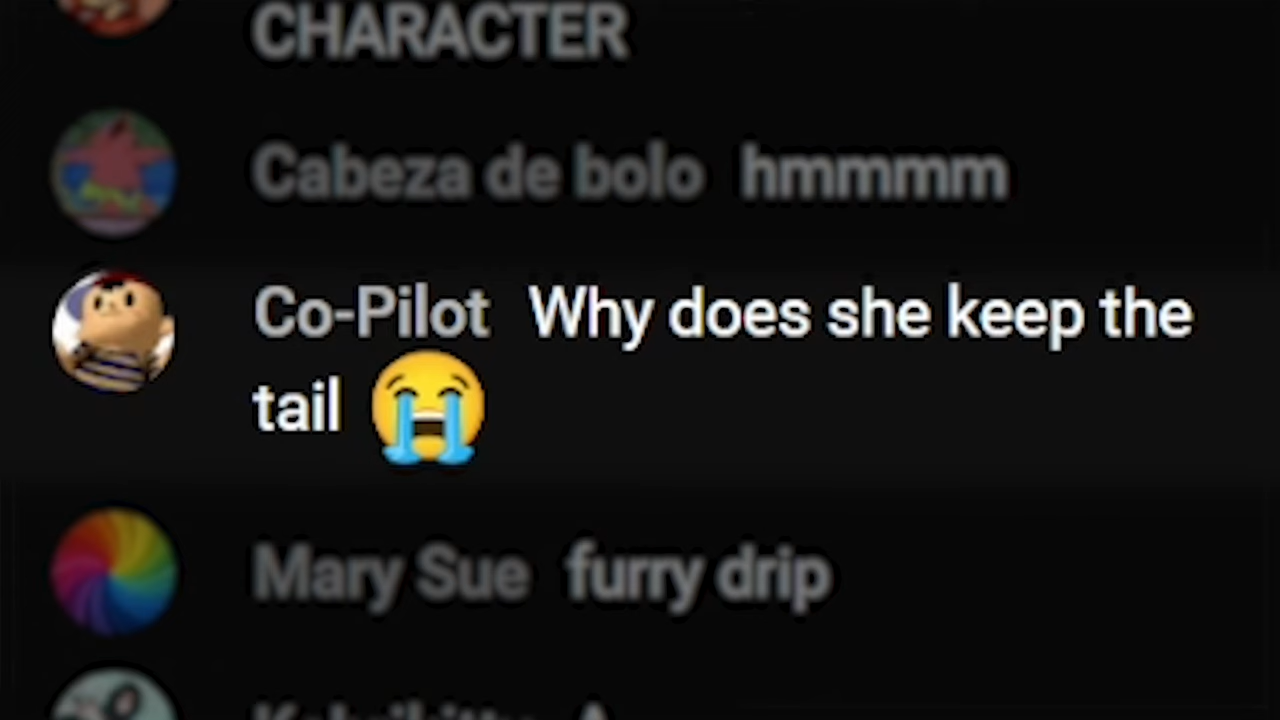 CHARACTER
Cabeza de bolo hmmmm
Co-Pilot Why does she keep the
tail 😭
Mary Sue furry drip